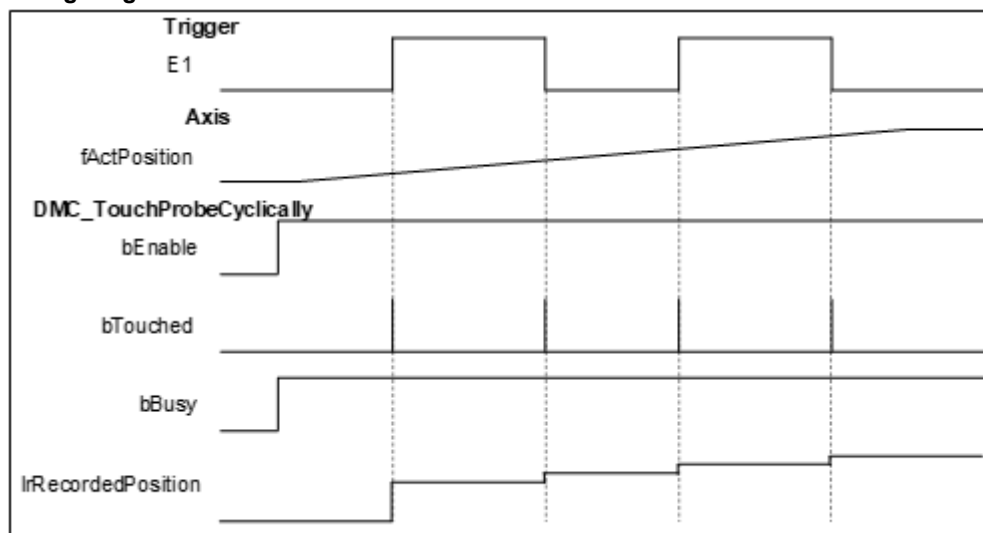 Trigger
E1
Axis
fActPosition
DMC_TouchProbeCyclically
bEnable
bTouched
bBusy
lrRecordedPosition